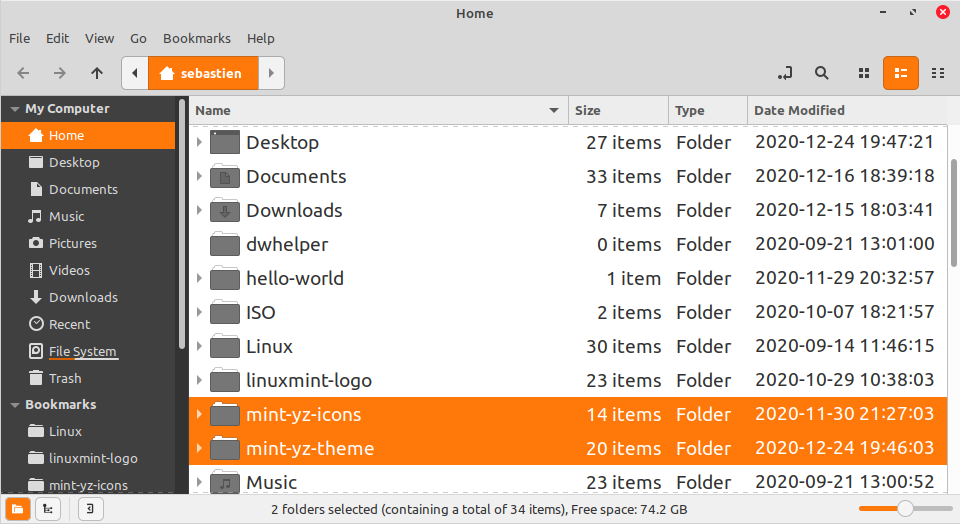 Home
File Edit View Go Bookmarks Help
sebastien
My Computer
Home
Desktop
Documents
Music
Pictures
Videos
Downloads
Recent
File System
Trash
Bookmarks
Linux
linuxmint-logo
mint-yz-icons
Name Size Type Date Modified
Desktop 27 items Folder 2020-12-24 19:47:21
Documents 33 items Folder 2020-12-16 18:39:18
Downloads 7 items Folder 2020-12-15 18:03:41
dwhelper 0 items Folder 2020-09-21 13:01:00
hello-world 1 item Folder 2020-11-29 20:32:57
ISO 2 items Folder 2020-10-07 18:21:57
Linux 30 items Folder 2020-09-14 11:46:15
linuxmint-logo 23 items Folder 2020-10-29 10:38:03
mint-yz-icons 14 items Folder 2020-11-30 21:27:03
mint-yz-theme 20 items Folder 2020-12-24 19:46:03
Music 23 items Folder 2020-09-21 13:00:52
2 folders selected (containing a total of 34 items), Free space: 74.2 GB